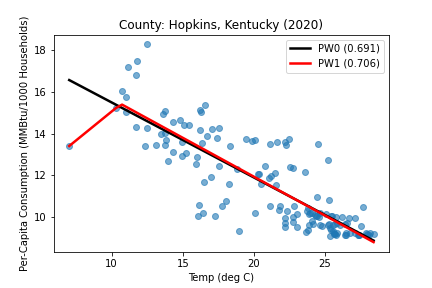 County: Hopkins, Kentucky (2020)
Per-Capita Consumption (MMBtu/1000 Households)
18
16
14
12
10
PW0 (0.691)
PW1 (0.706)
10 15 20 25
Temp (deg C)